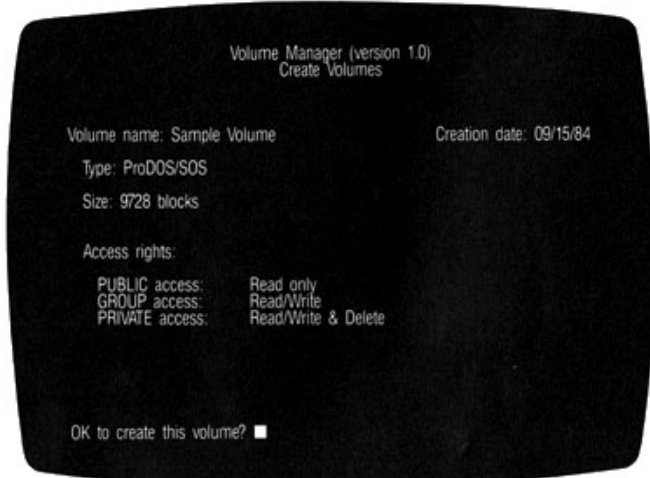 Volume Manager (version 1.0)
Create Volumes
Volume name: Sample Volume Creation date: 09/15/84
Type: ProDOS/SOS
Size: 9728 blocks
Access rights:
PUBLIC access: Read only
GROUP access: Read/Write
PRIVATE access: Read/Write & Delete
OK to create this volume?